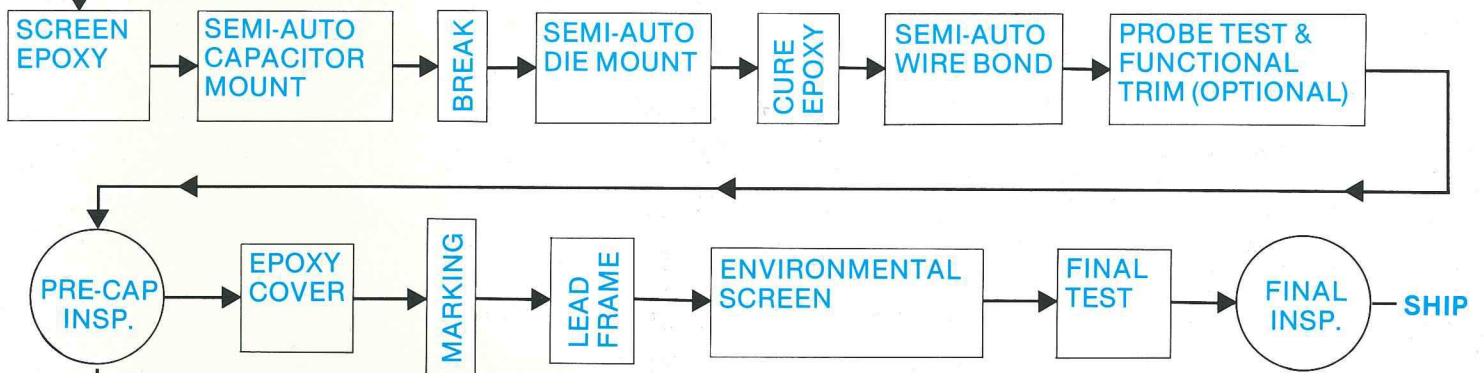 SCREEN
EPOXY
SEMI-AUTO
CAPACITOR
MOUNT
BREAK
SEMI-AUTO
DIE MOUNT
CURE
EPOXY
SEMI-AUTO
WIRE BOND
PROBE TEST &
FUNCTIONAL
TRIM (OPTIONAL)
PRE-CAP
INSP.
EPOXY
COVER
MARKING
LEAD
FRAME
ENVIRONMENTAL
SCREEN
FINAL
TEST
FINAL
INSP.
SHIP